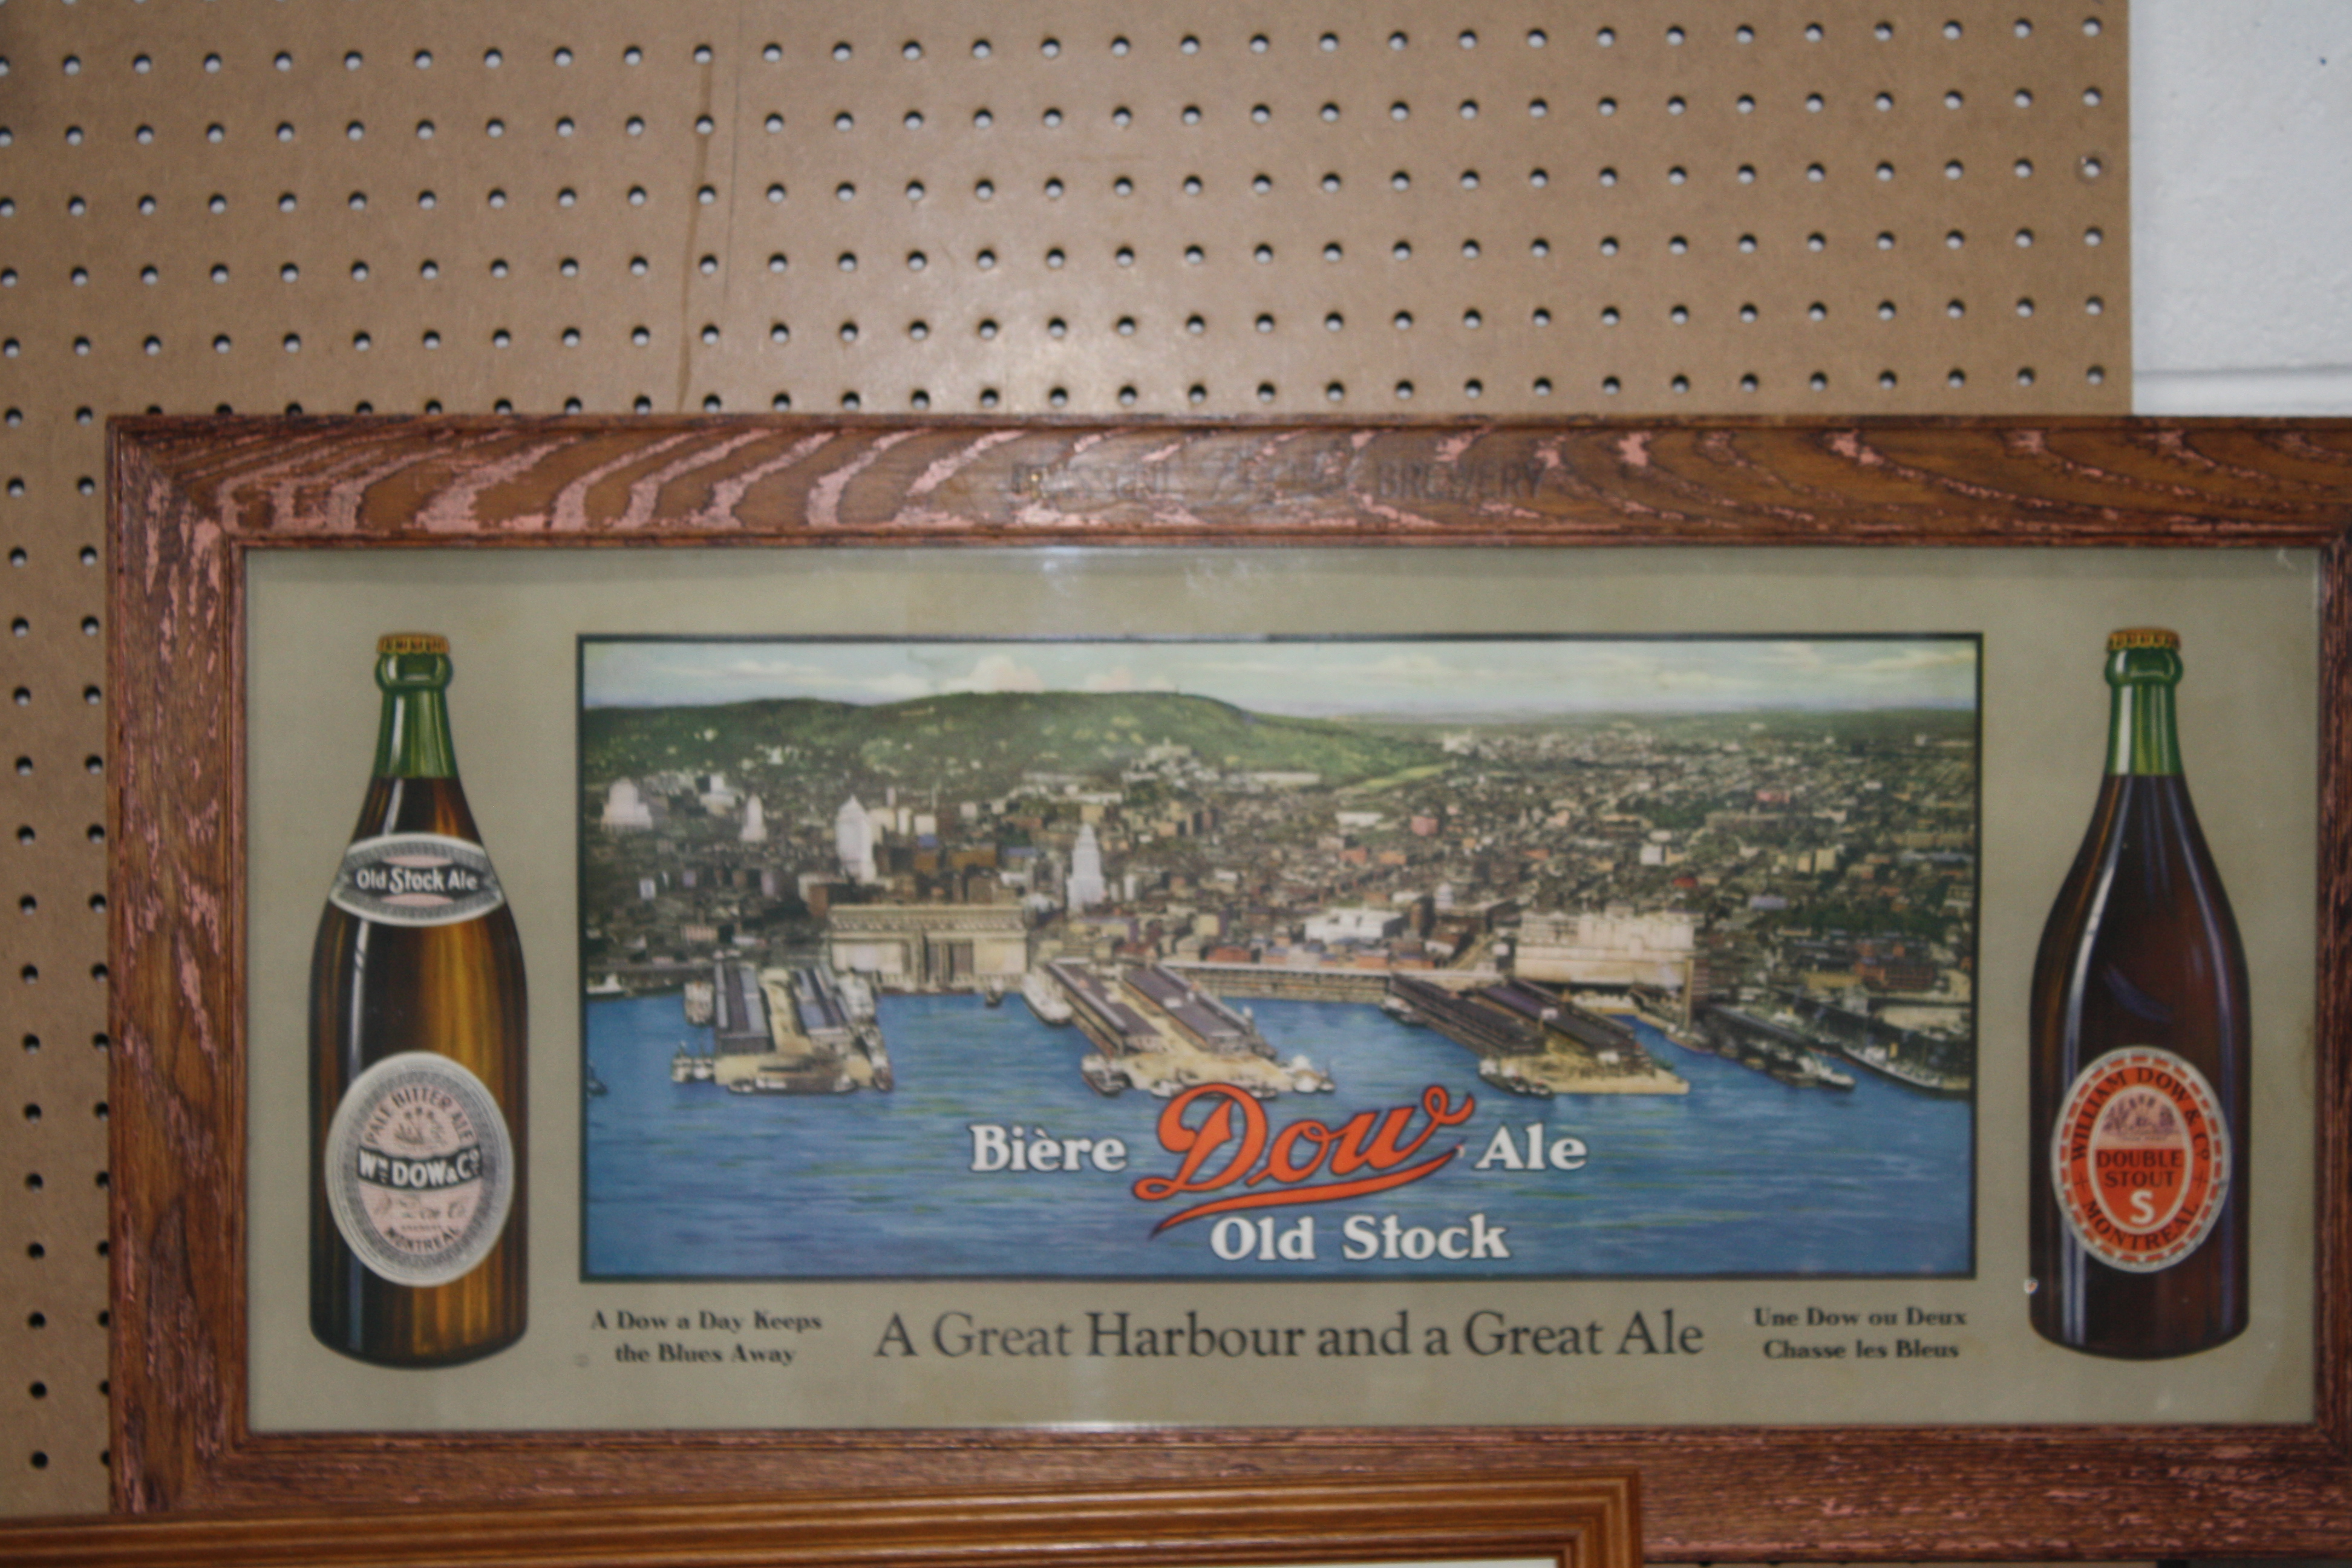 BREWERY
Old Stock Ale
PALE BITTER ALE
Wm DOW & Co
MONTREAL
Bière Dow Ale
Old Stock
WILLIAM DOW & Co
DOUBLE
STOUT
S
MONTREAL
A Dow a Day Keeps
the Blues Away
A Great Harbour and a Great Ale
Une Dow ou Deux
Chasse les Bleus